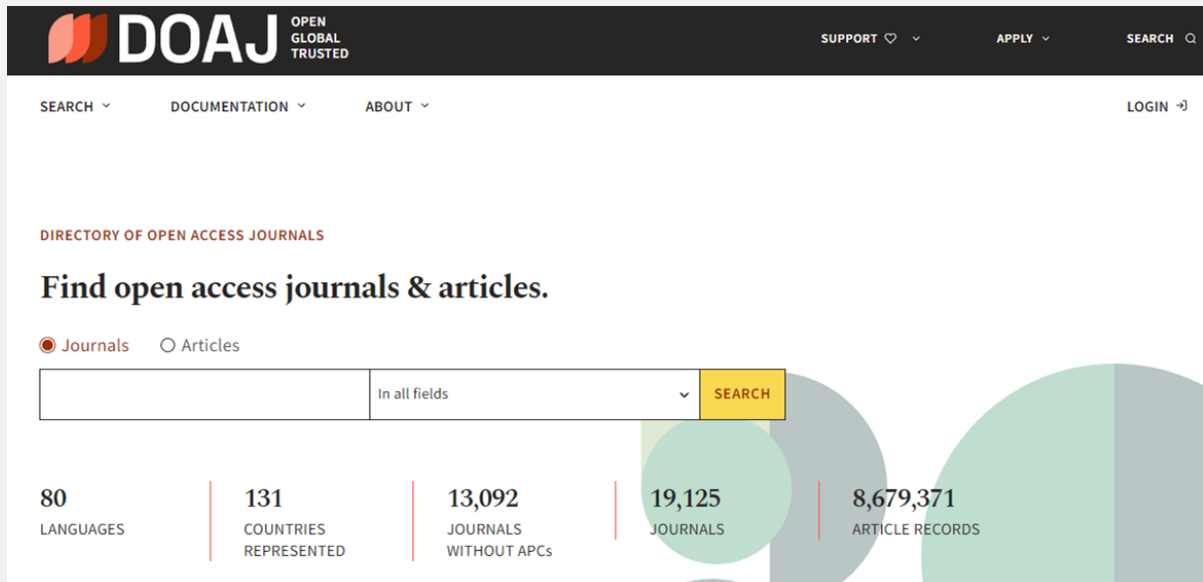 DOAJ
OPEN
GLOBAL
TRUSTED
SUPPORT
APPLY
SEARCH
SEARCH
DOCUMENTATION
ABOUT
LOGIN
DIRECTORY OF OPEN ACCESS JOURNALS
Find open access journals & articles.
Journals
Articles
In all fields
SEARCH
80
LANGUAGES
131
COUNTRIES
REPRESENTED
13,092
JOURNALS
WITHOUT APCs
19,125
JOURNALS
8,679,371
ARTICLE RECORDS